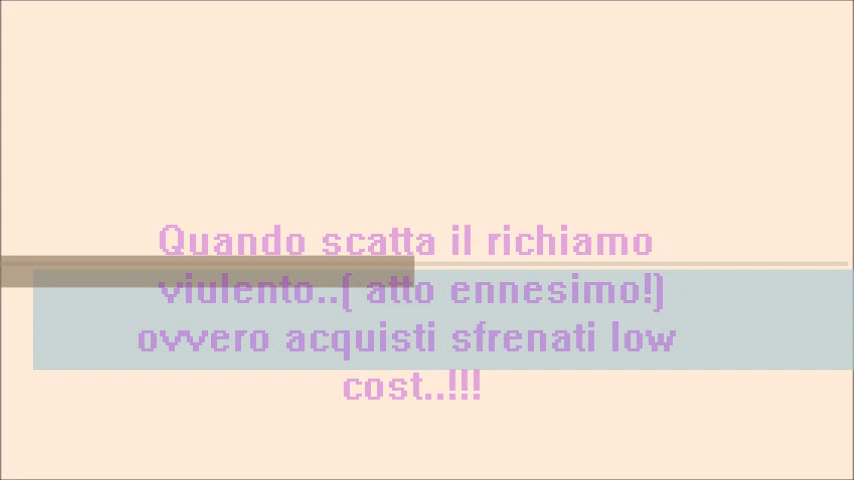 Quando scatta il richiamo
viulento..( atto ennesimo!)
ovvero acquisti sfrenati low
cost..!!!